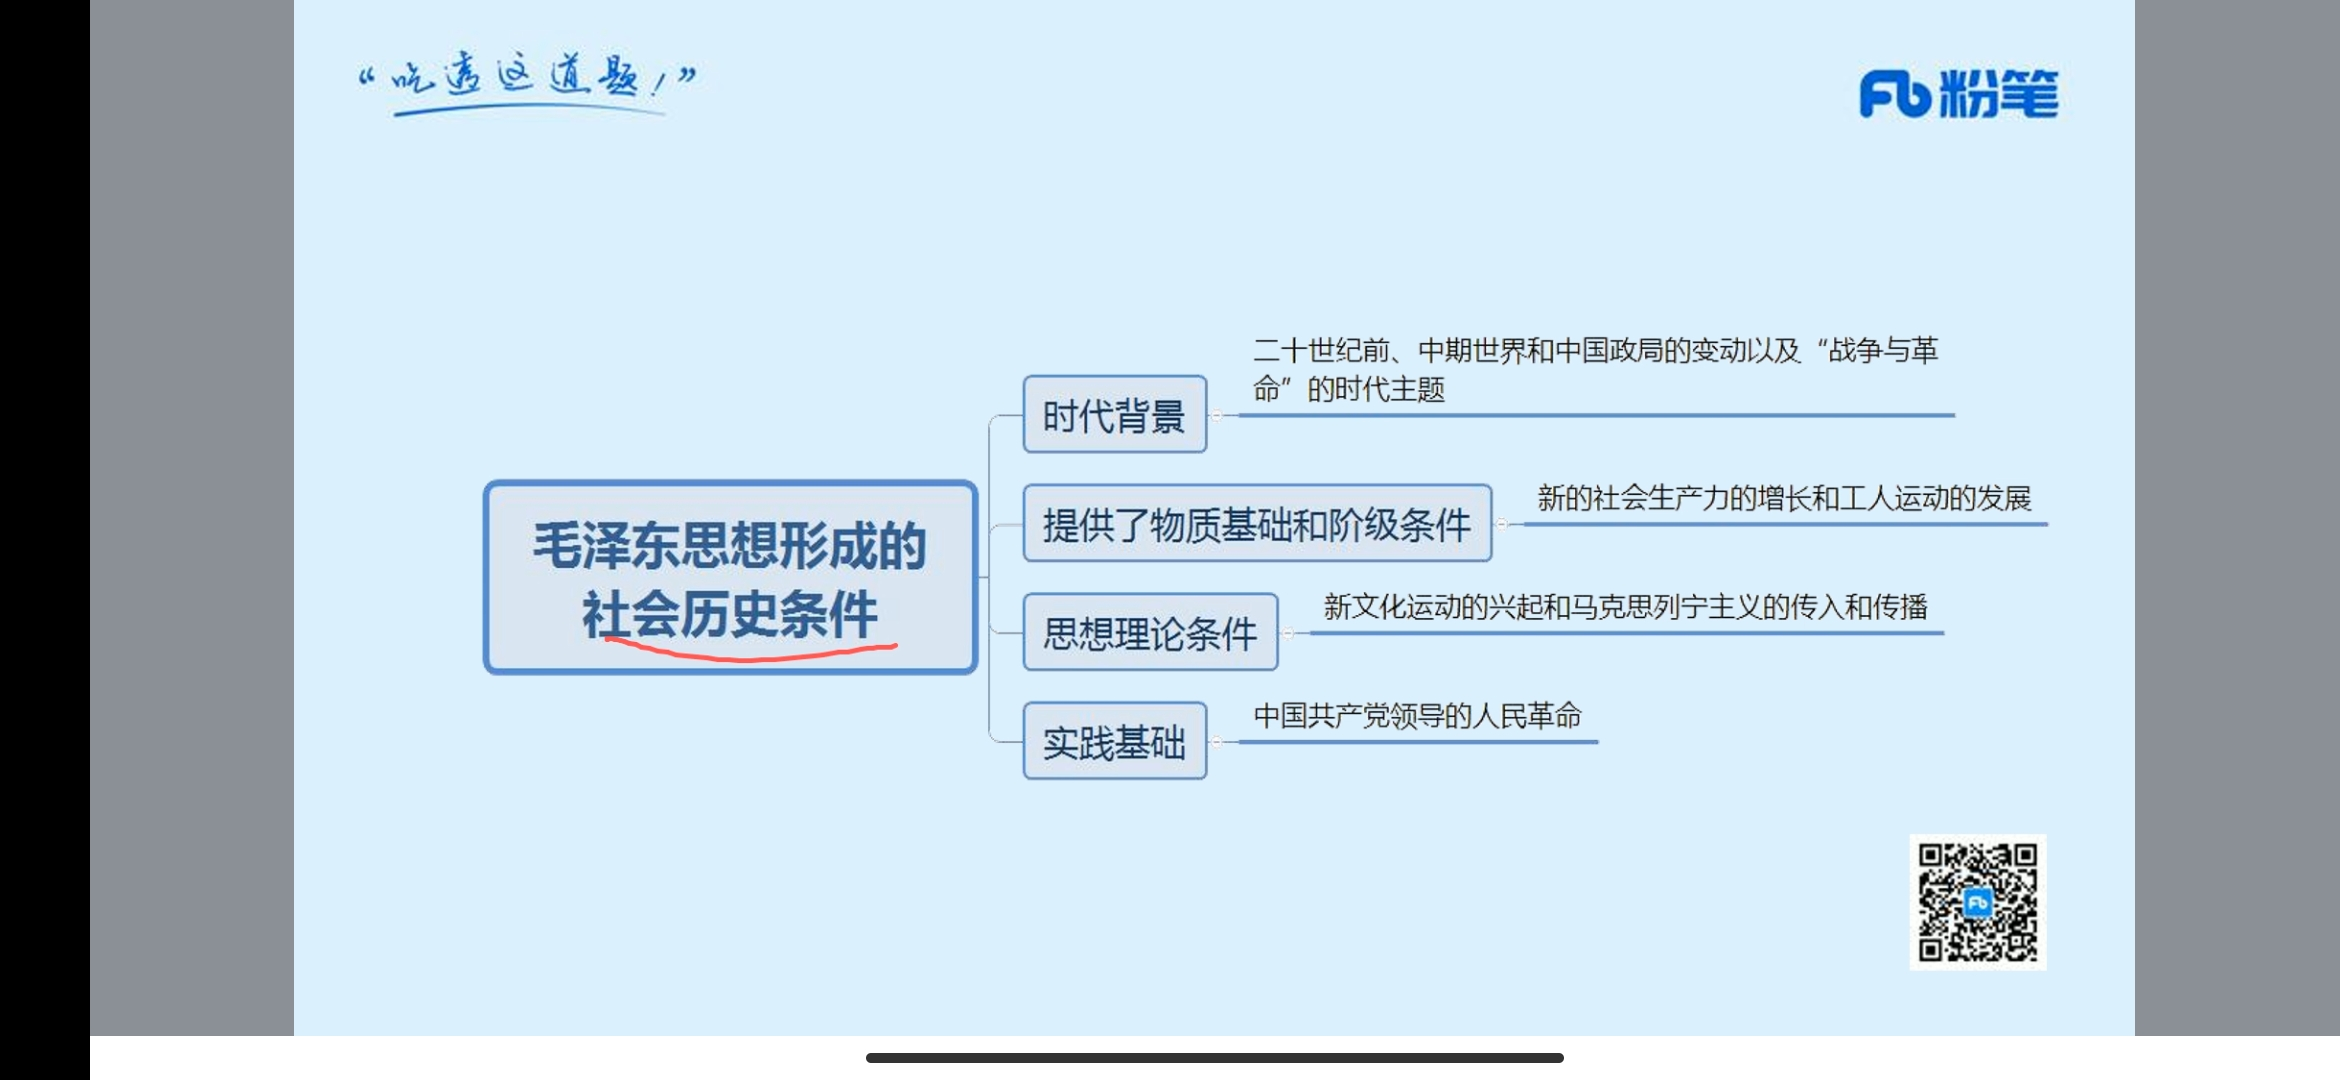 “吃透这道题！”
粉笔
二十世纪前、中期世界和中国政局的变动以及“战争与革
命”的时代主题
时代背景
新的社会生产力的增长和工人运动的发展
提供了物质基础和阶级条件
毛泽东思想形成的
社会历史条件
新文化运动的兴起和马克思列宁主义的传入和传播
思想理论条件
中国共产党领导的人民革命
实践基础